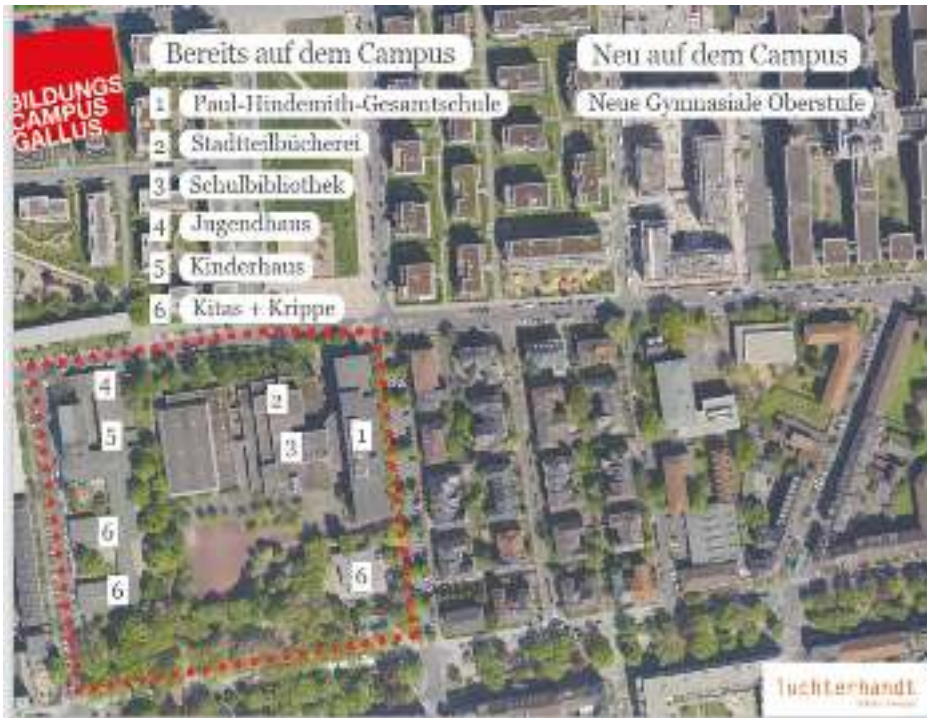 BILDUNGS
CAMPUS
GALLUS
Bereits auf dem Campus
1 Paul-Hindemith-Gesamtschule
2 Stadtteilbücherei
3 Schulbibliothek
4 Jugendhaus
5 Kinderhaus
6 Kitas + Krippe
Neu auf dem Campus
Neue Gymnasiale Oberstufe
4
2
5
3
1
6
6
6
luchterhandt